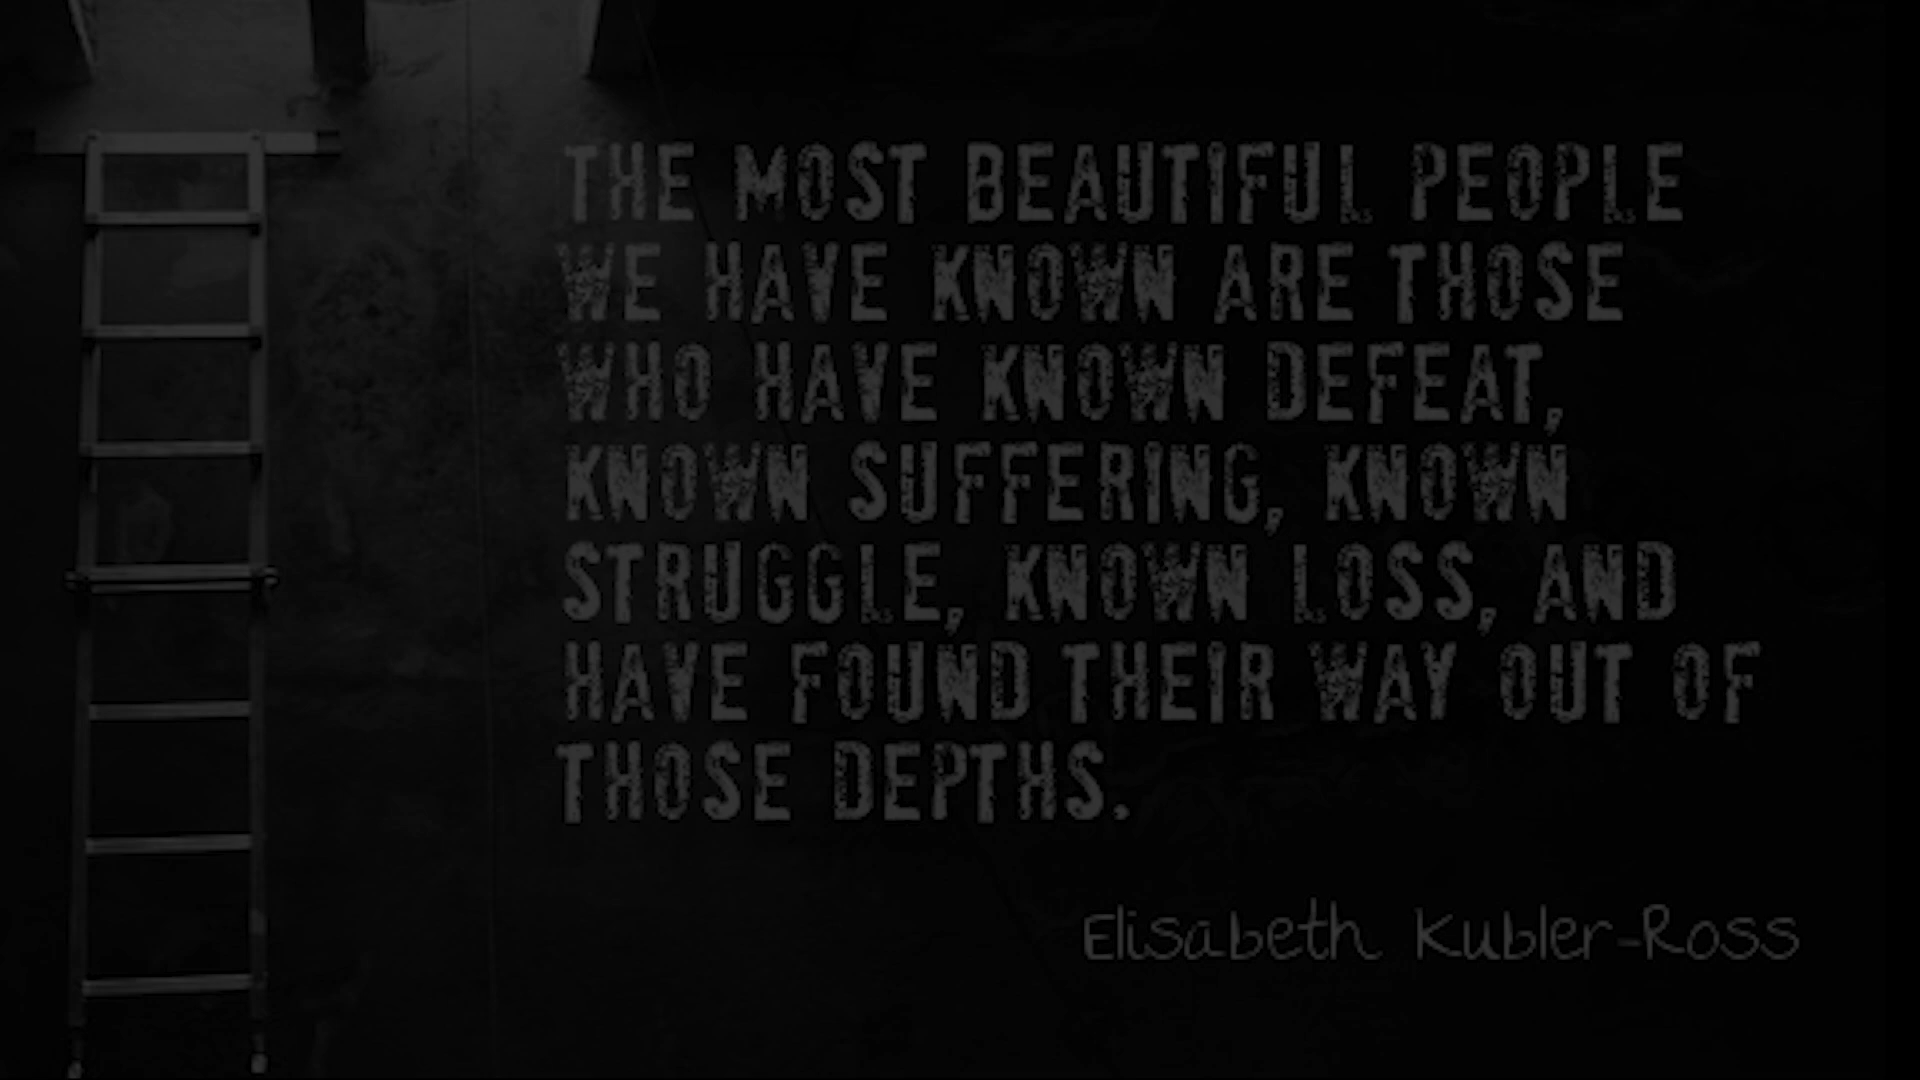 THE MOST BEAUTIFUL PEOPLE
WE HAVE KNOWN ARE THOSE
WHO HAVE KNOWN DEFEAT,
KNOWN SUFFERING, KNOWN
STRUGGLE, KNOWN LOSS, AND
HAVE FOUND THEIR WAY OUT OF
THOSE DEPTHS.
Elisabeth Kubler-Ross